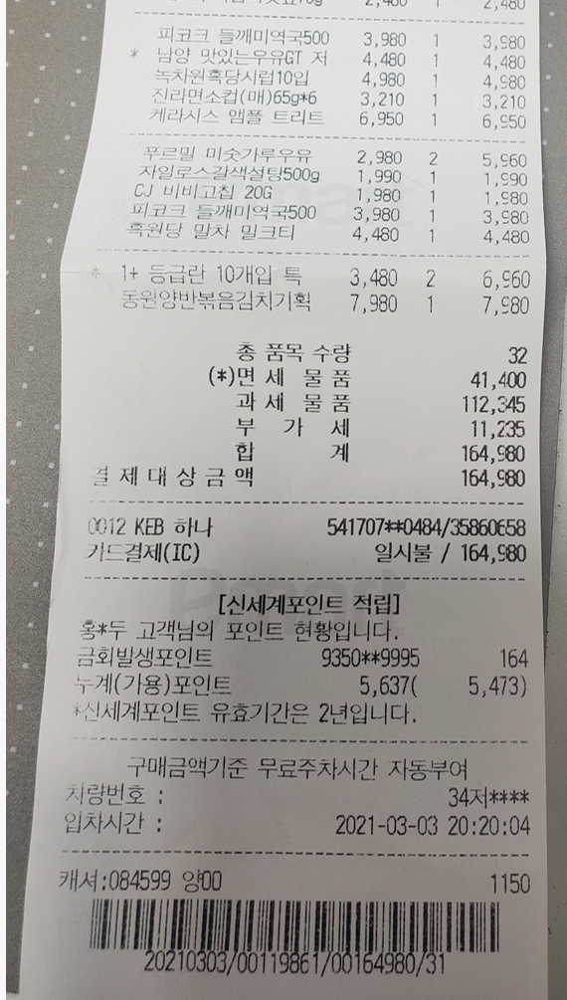 2,480 1 2,480
피코크 들깨미역국500 3,980 1 3,980
* 남양 맛있는우유GT 저 4,480 1 4,480
녹차원흑당시럽10입 4,980 1 4,980
진라면소컵(매)65g*6 3,210 1 3,210
케라시스 앰플 트리트 6,950 1 6,950
푸르밀 미숫가루우유 2,980 2 5,960
자일로스갈색설탕500g 1,990 1 1,990
CJ 비비고칩 20G 1,980 1 1,980
피코크 들깨미역국500 3,980 1 3,980
흑원당 말차 밀크티 4,480 1 4,480
* 1+ 등급란 10개입 특 3,480 2 6,960
동원양반볶음김치기획 7,980 1 7,980
총 품목 수량 32
(*)면 세 물 품 41,400
과 세 물 품 112,345
부 가 세 11,235
합 계 164,980
결 제 대 상 금 액 164,980
0012 KEB 하나 541707**0484/35860658
카드결제(IC) 일시불 / 164,980
[신세계포인트 적립]
홍*두 고객님의 포인트 현황입니다.
금회발생포인트 9350**9995 164
누계(가용)포인트 5,637( 5,473)
*신세계포인트 유효기간은 2년입니다.
구매금액기준 무료주차시간 자동부여
차량번호 : 34저****
입차시간 : 2021-03-03 20:20:04
캐셔:084599 양00 1150
20210303/00119861/00164980/31